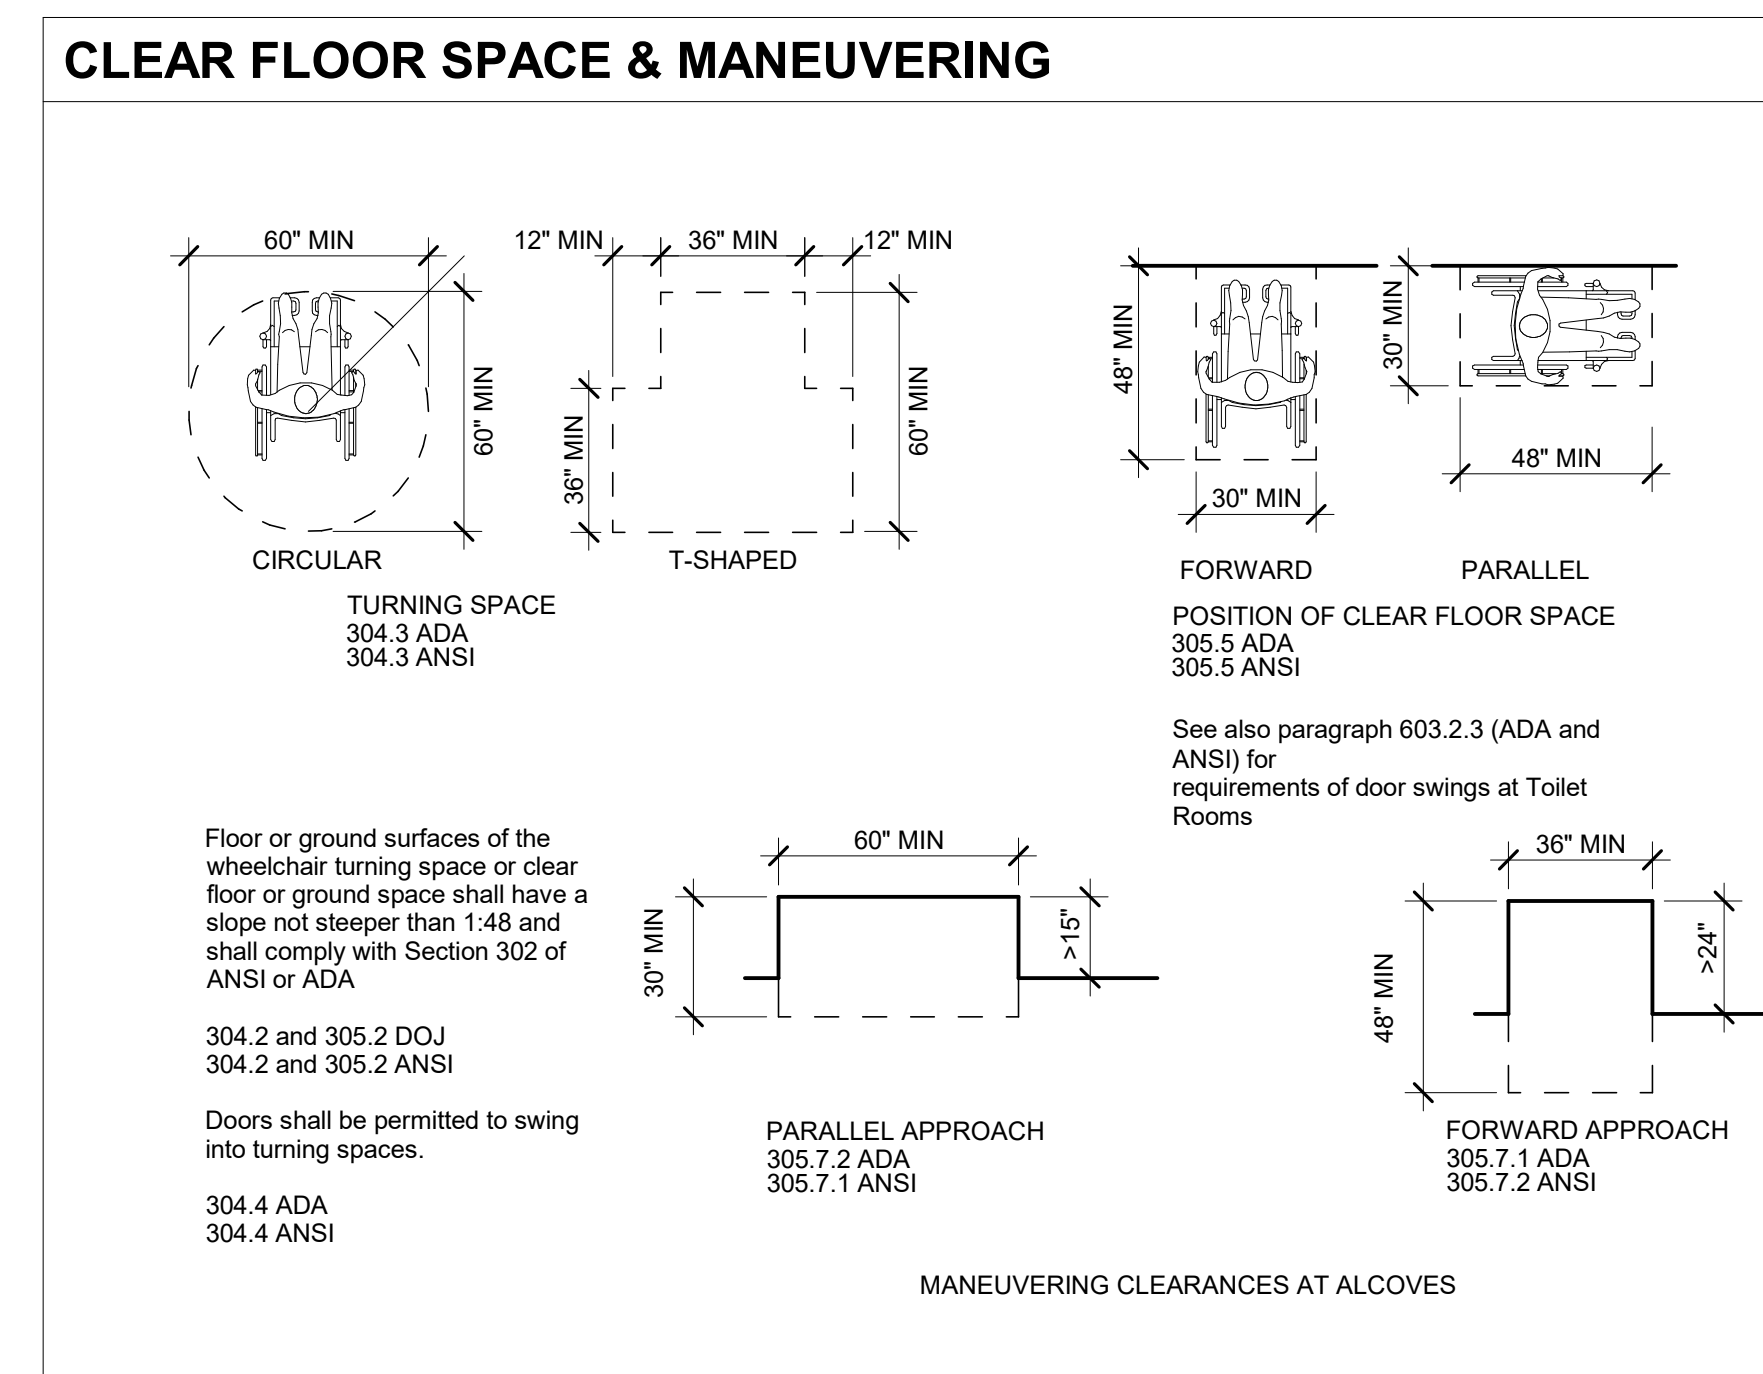 CLEAR FLOOR SPACE & MANEUVERING
60" MIN
60" MIN
CIRCULAR
12" MIN
36" MIN
12" MIN
36" MIN
60" MIN
T-SHAPED
TURNING SPACE
304.3 ADA
304.3 ANSI
48" MIN
30" MIN
FORWARD
30" MIN
48" MIN
PARALLEL
POSITION OF CLEAR FLOOR SPACE
305.5 ADA
305.5 ANSI
See also paragraph 603.2.3 (ADA and
ANSI) for
requirements of door swings at Toilet
Rooms
Floor or ground surfaces of the
wheelchair turning space or clear
floor or ground space shall have a
slope not steeper than 1:48 and
shall comply with Section 302 of
ANSI or ADA
304.2 and 305.2 DOJ
304.2 and 305.2 ANSI
Doors shall be permitted to swing
into turning spaces.
304.4 ADA
304.4 ANSI
60" MIN
30" MIN
>15"
PARALLEL APPROACH
305.7.2 ADA
305.7.1 ANSI
36" MIN
48" MIN
>24"
FORWARD APPROACH
305.7.1 ADA
305.7.2 ANSI
MANEUVERING CLEARANCES AT ALCOVES